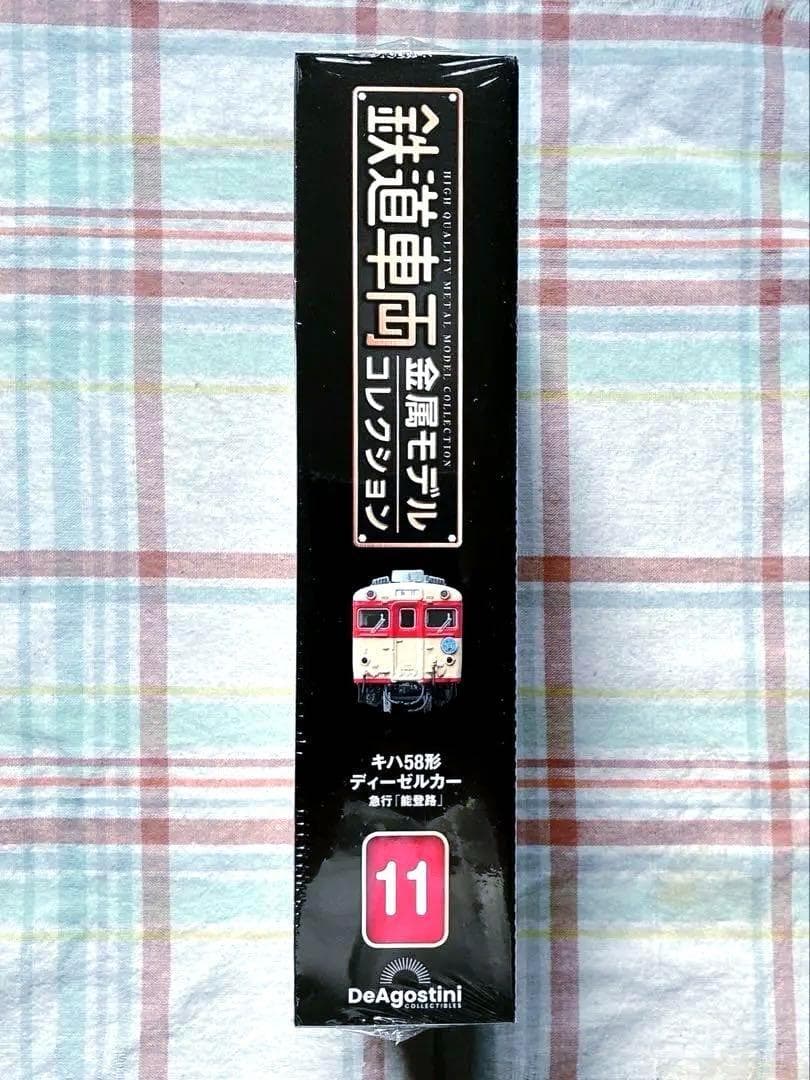 HIGH QUALITY METAL MODEL COLLECTION
鉄道車両
金属モデル
コレクション
キハ58形
ディーゼルカー
急行「能登路」
11
DeAgostini
COLLECTIBLES